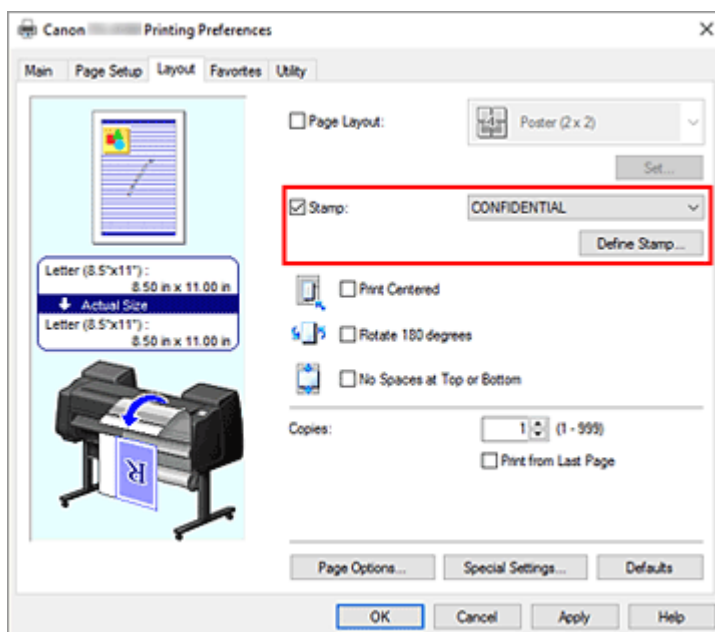 Canon Printing Preferences
Main Page Setup Layout Favorites Utility
Page Layout: Poster (2 x 2)
Set...
Stamp: CONFIDENTIAL
Define Stamp...
Letter (8.5"x11") :
8.50 in x 11.00 in
Actual Size
Letter (8.5"x11") :
8.50 in x 11.00 in
Print Centered
Rotate 180 degrees
No Spaces at Top or Bottom
Copies: 1 (1 - 999)
Print from Last Page
R
Page Options... Special Settings... Defaults
OK Cancel Apply Help